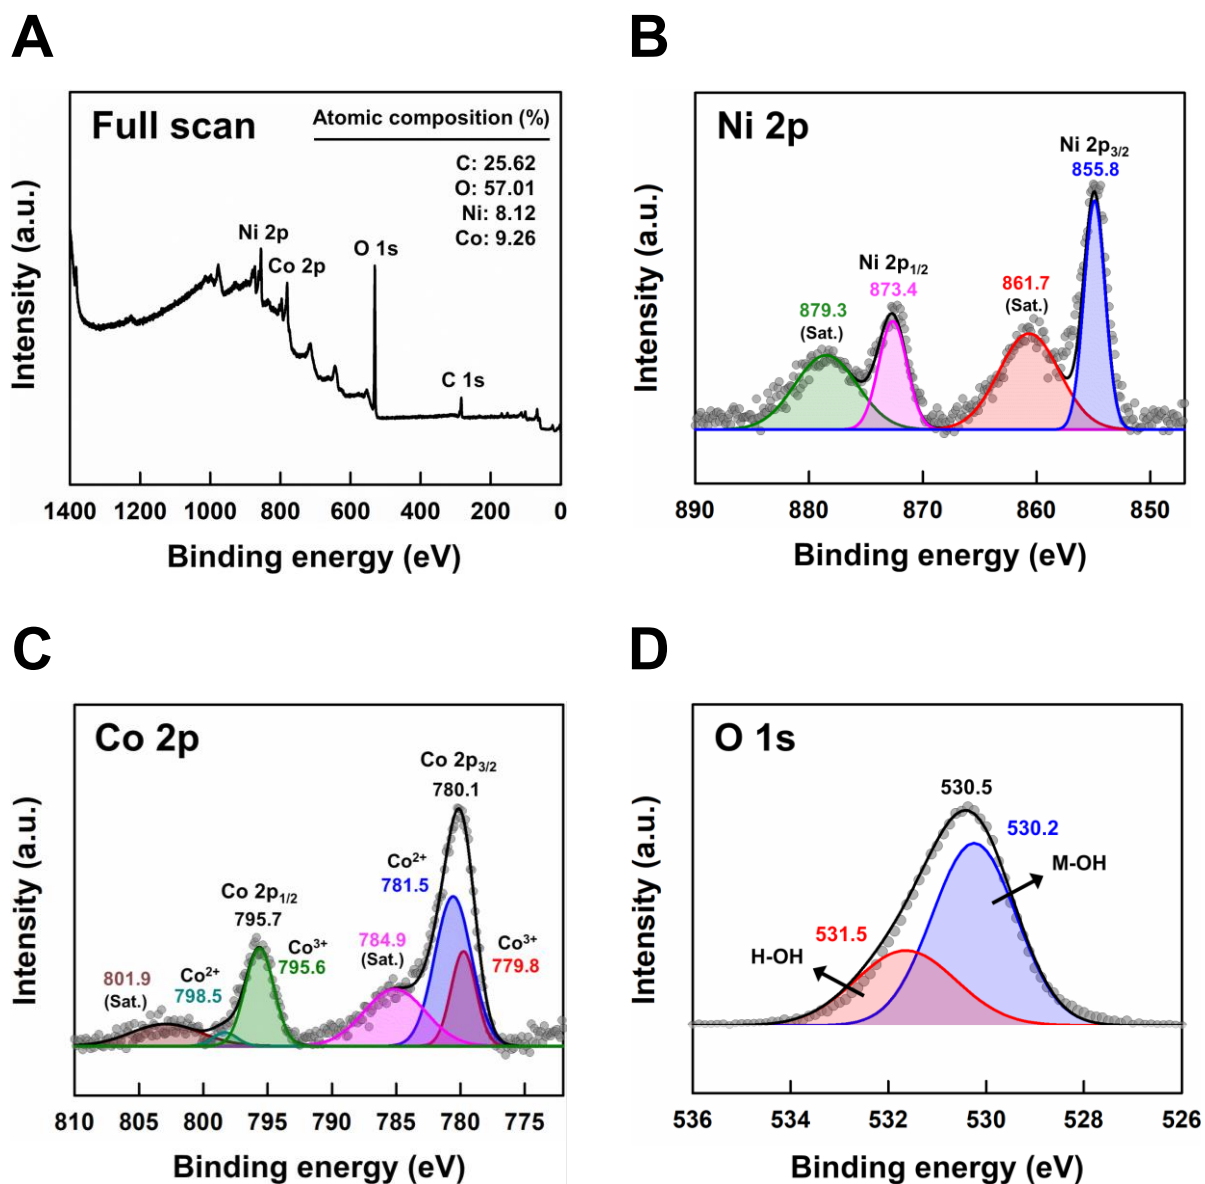 A
Full scan
Atomic composition (%)
C: 25.62
O: 57.01
Ni: 8.12
Co: 9.26
Ni 2p
Co 2p
O 1s
C 1s
Intensity (a.u.)
1400 1200 1000 800 600 400 200 0
Binding energy (eV)
B
Ni 2p
Ni 2p3/2
855.8
Ni 2p1/2
873.4
861.7
(Sat.)
879.3
(Sat.)
Intensity (a.u.)
890 880 870 860 850
Binding energy (eV)
C
Co 2p
Co 2p3/2
780.1
Co2+
781.5
Co 2p1/2
795.7
Co3+
795.6
784.9
(Sat.)
Co3+
779.8
801.9
(Sat.)
Co2+
798.5
Intensity (a.u.)
810 805 800 795 790 785 780 775
Binding energy (eV)
D
O 1s
530.5
530.2
M-OH
531.5
H-OH
Intensity (a.u.)
536 534 532 530 528 526
Binding energy (eV)